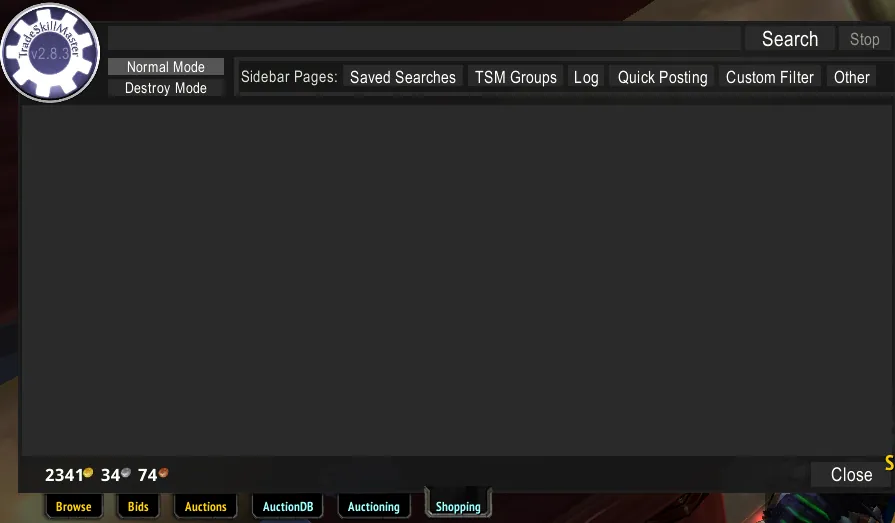 TradeSkillMaster
v2.8.3
Search Stop
Normal Mode
Destroy Mode
Sidebar Pages: Saved Searches TSM Groups Log Quick Posting Custom Filter Other
2341 34 74
S
Close
Browse Bids Auctions AuctionDB Auctioning Shopping